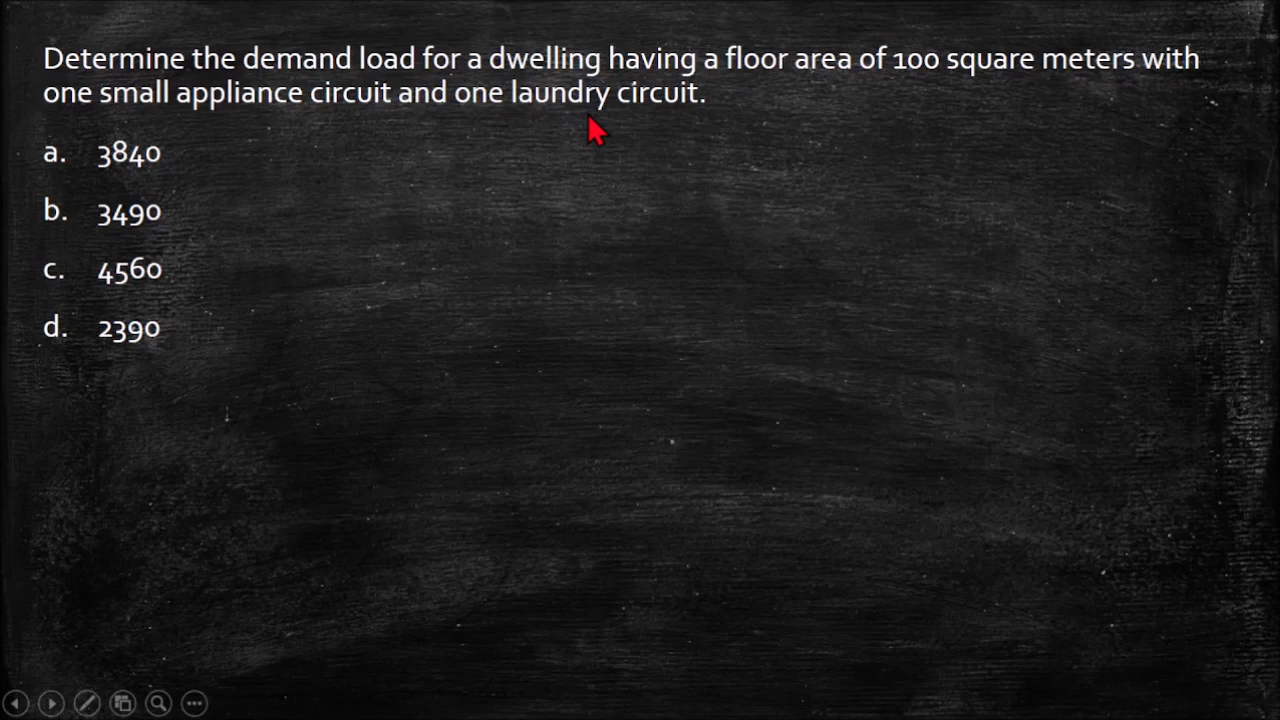 Determine the demand load for a dwelling having a floor area of 100 square meters with
one small appliance circuit and one laundry circuit.
a. 3840
b. 3490
c. 4560
d. 2390